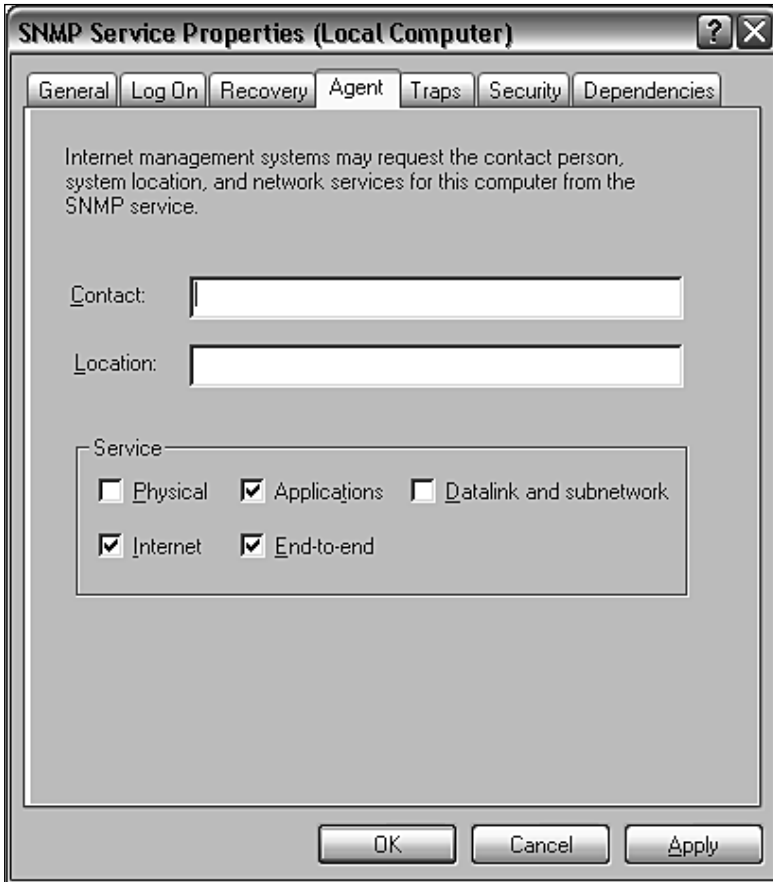 SNMP Service Properties (Local Computer)
General Log On Recovery Agent Traps Security Dependencies
Internet management systems may request the contact person,
system location, and network services for this computer from the
SNMP service.
Contact:
Location:
Service
Physical Applications Datalink and subnetwork
Internet End-to-end
OK Cancel Apply